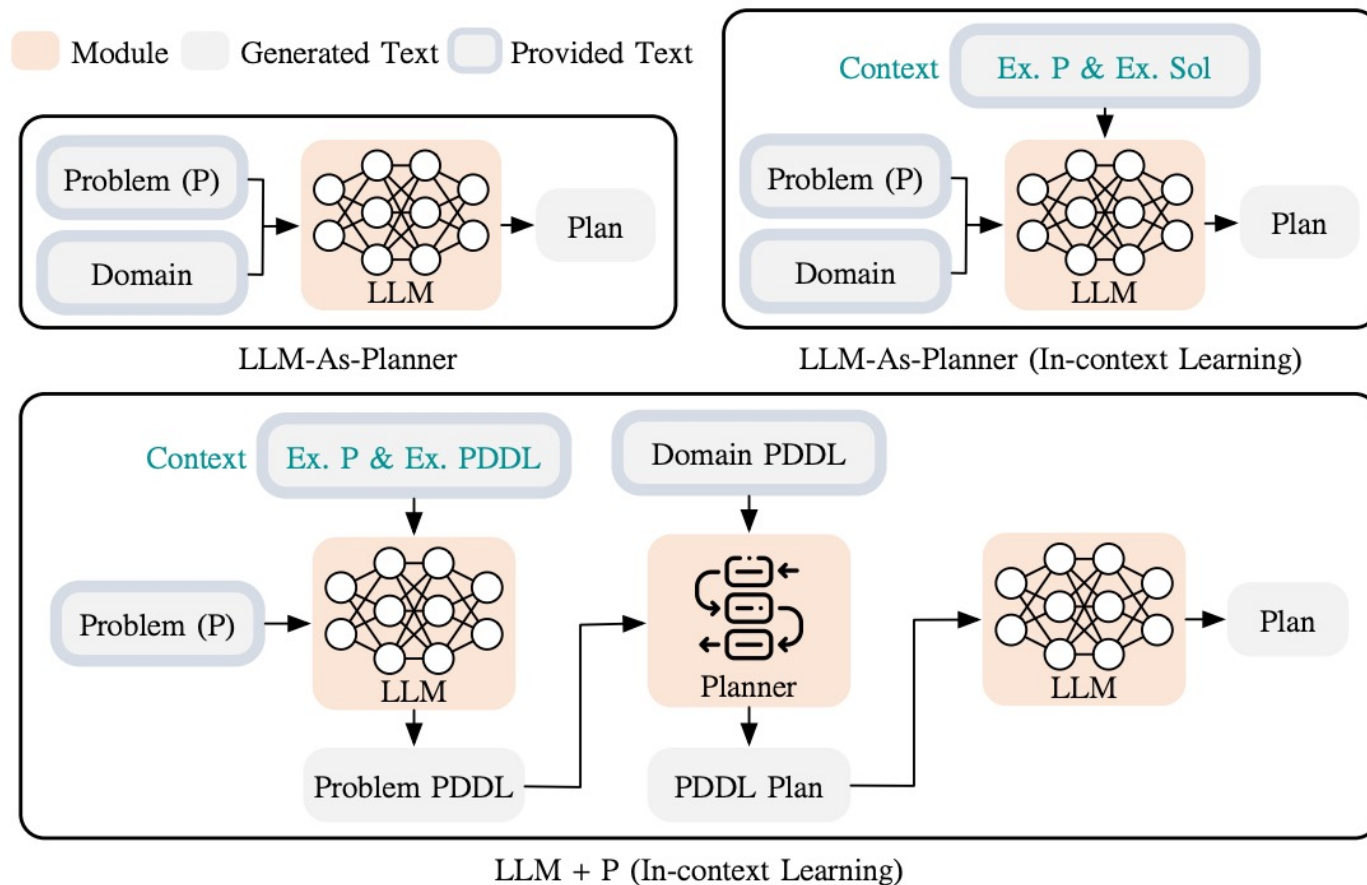 Module
Generated Text
Provided Text
Problem (P)
Domain
LLM
Plan
LLM-As-Planner
Context
Ex. P & Ex. Sol
Problem (P)
Domain
LLM
Plan
LLM-As-Planner (In-context Learning)
Context
Ex. P & Ex. PDDL
Domain PDDL
Problem (P)
LLM
Planner
LLM
Plan
Problem PDDL
PDDL Plan
LLM + P (In-context Learning)